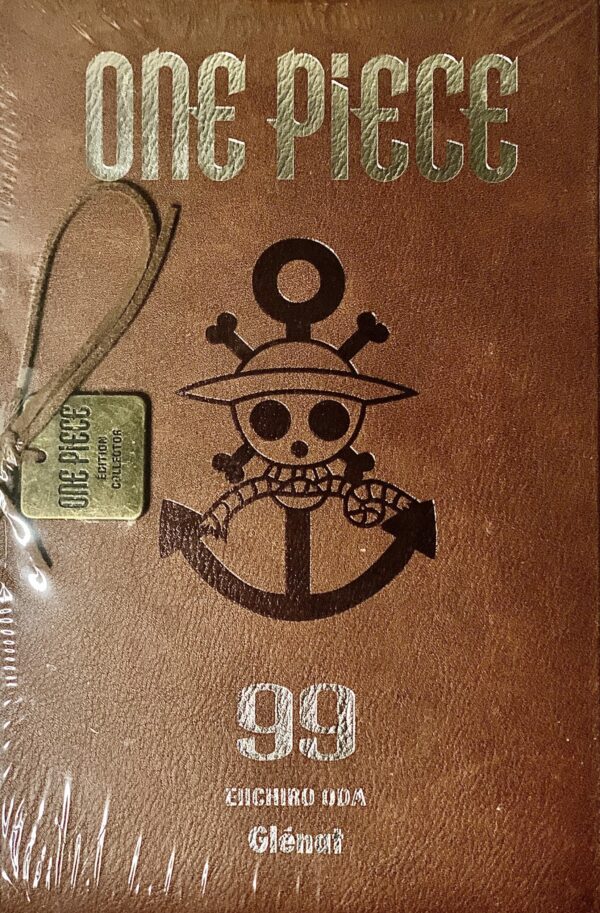 ONE PIECE
ONE PIECE
ÉDITION
COLLECTOR
99
EIICHIRO ODA
Glénat